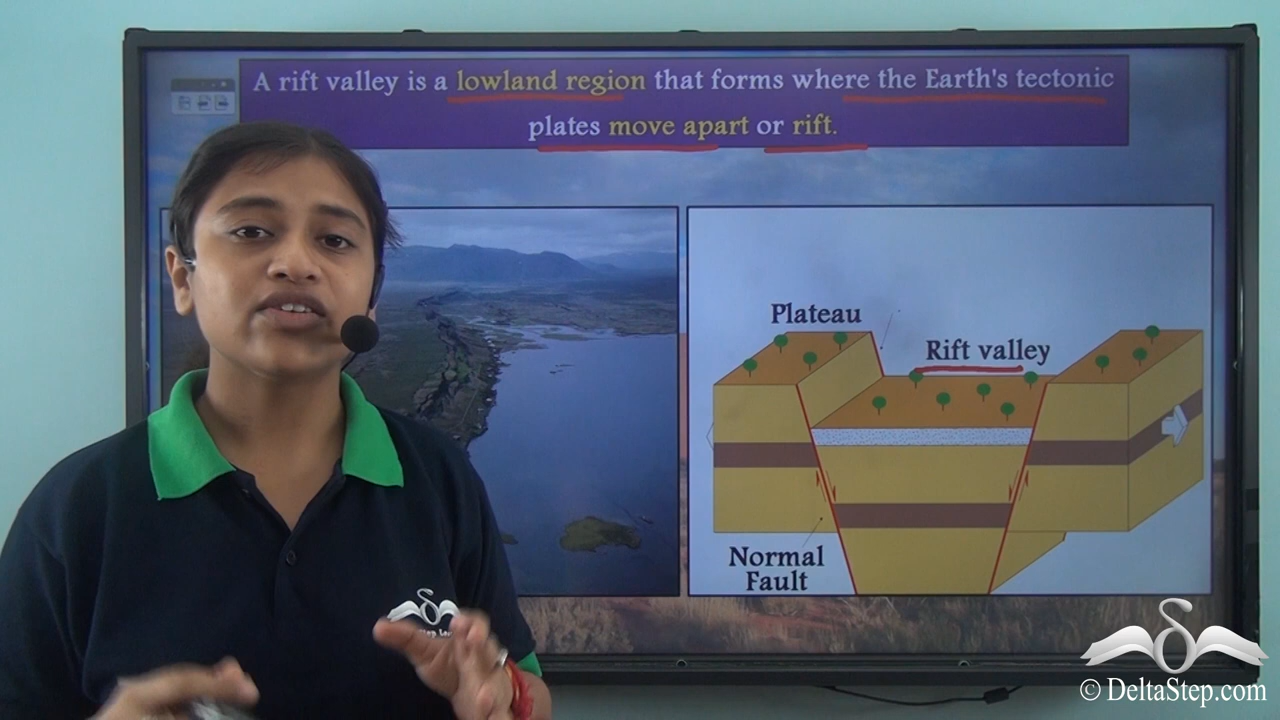 A rift valley is a lowland region that forms where the Earth's tectonic
plates move apart or rift.
Plateau
Rift valley
Normal
Fault
© DeltaStep.com